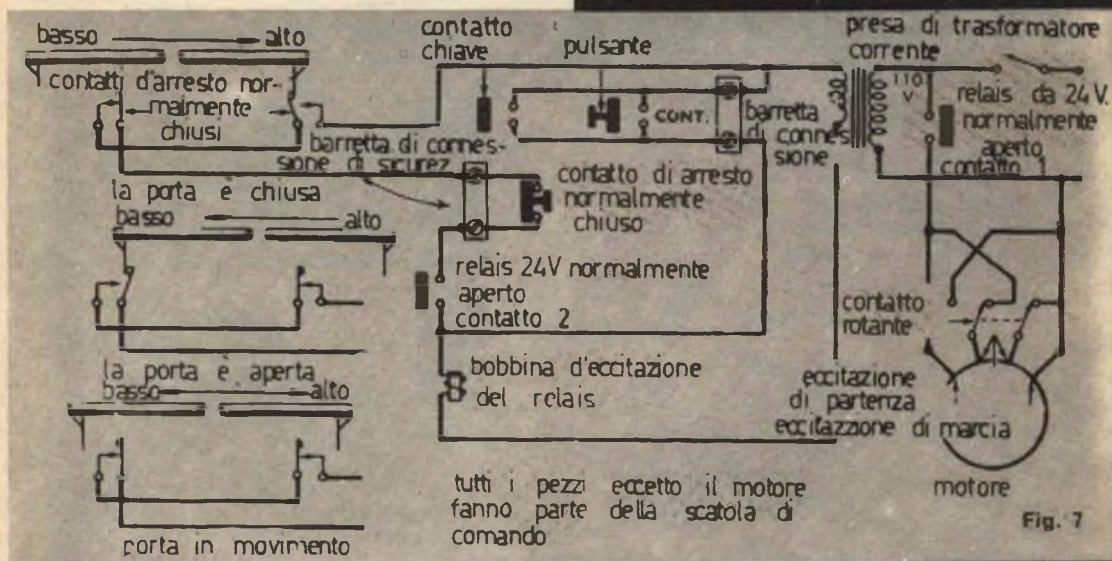 basso alto
contatti d'arresto nor-
malmente
chiusi
la porta è chiusa
basso alto
la porta è aperta
basso alto
porta in movimento
contatto
chiave
pulsante
CONT.
barretta
di connes-
sione
barretta di connes-
sione di sicurez
contatto di arresto
normalmente
chiuso
relais 24V normalmente
aperto
contatto 2
bobbina d'eccitazione
del relais
tutti i pezzi eccetto il motore
fanno parte della scatola di
comando
presa di trasformatore
corrente
110
V
relais da 24 V.
normalmente
aperto
contatto 1
contatto
rotante
eccitazione
di partenza
eccitazzione di marcia
motore
Fig. 7